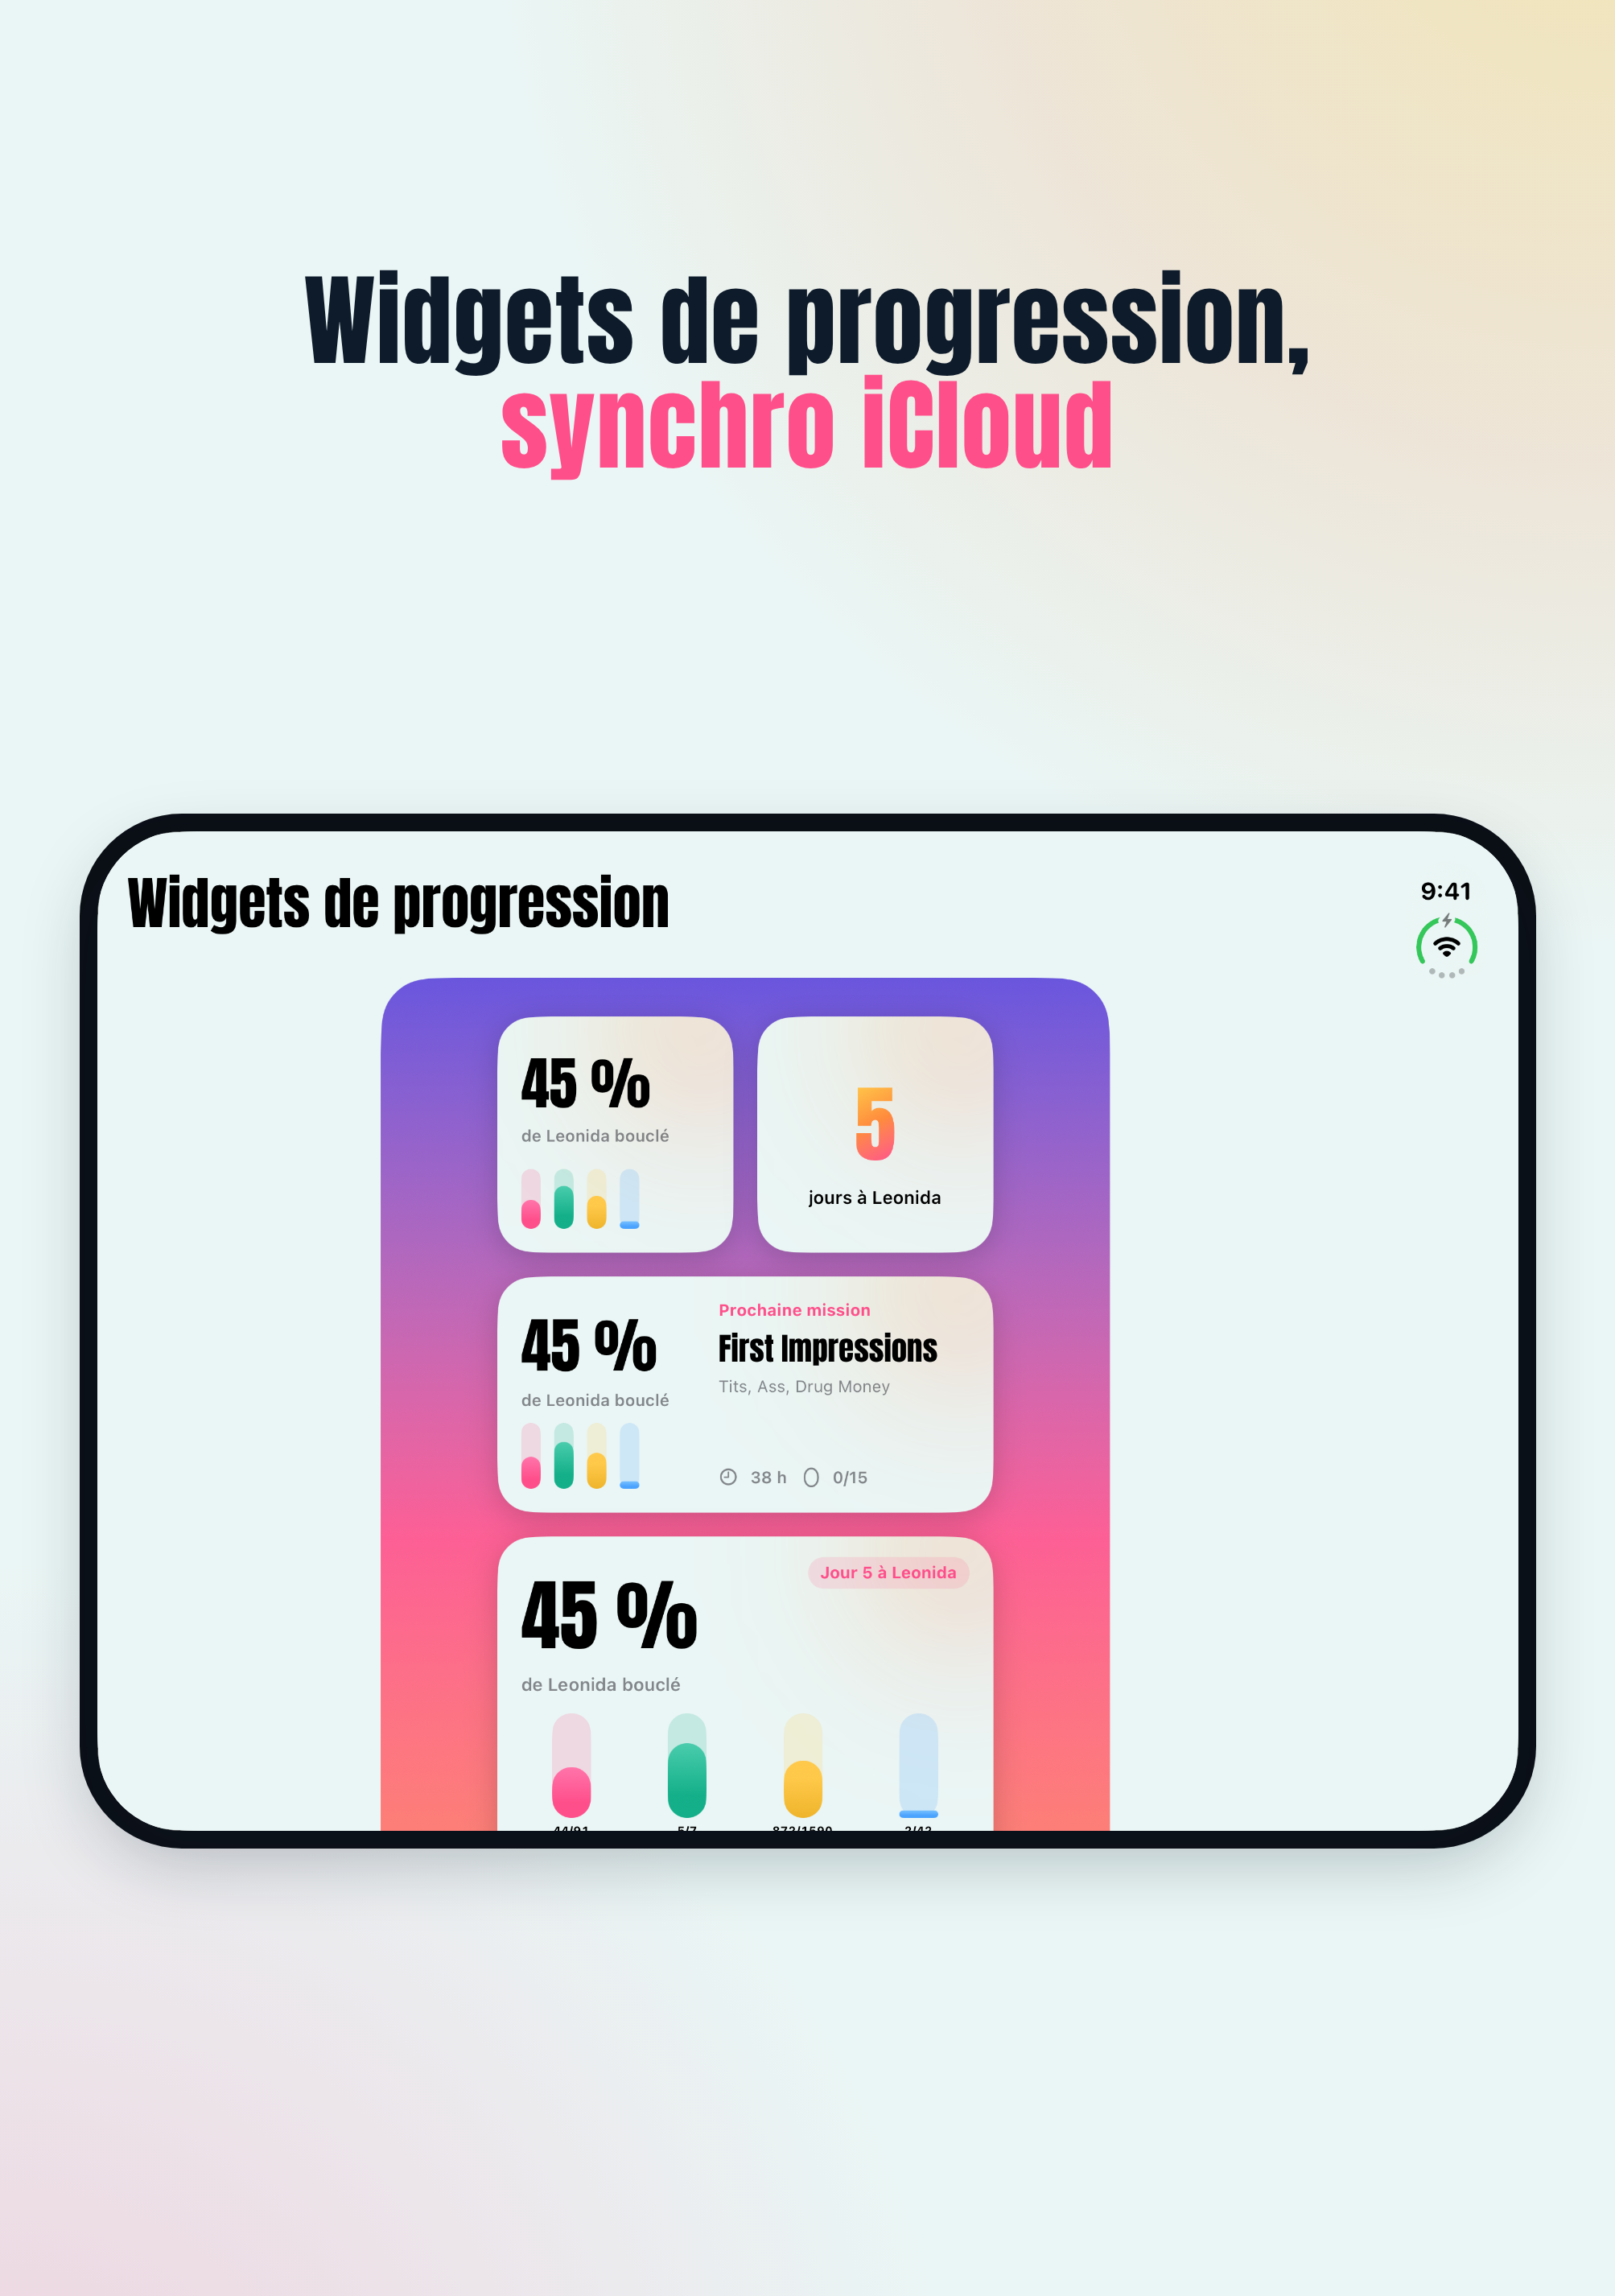 Widgets de progression,
synchro iCloud
Widgets de progression
9:41
45 %
de Leonida bouclé
5
jours à Leonida
45 %
de Leonida bouclé
Prochaine mission
First Impressions
Tits, Ass, Drug Money
38 h 0/15
Jour 5 à Leonida
45 %
de Leonida bouclé